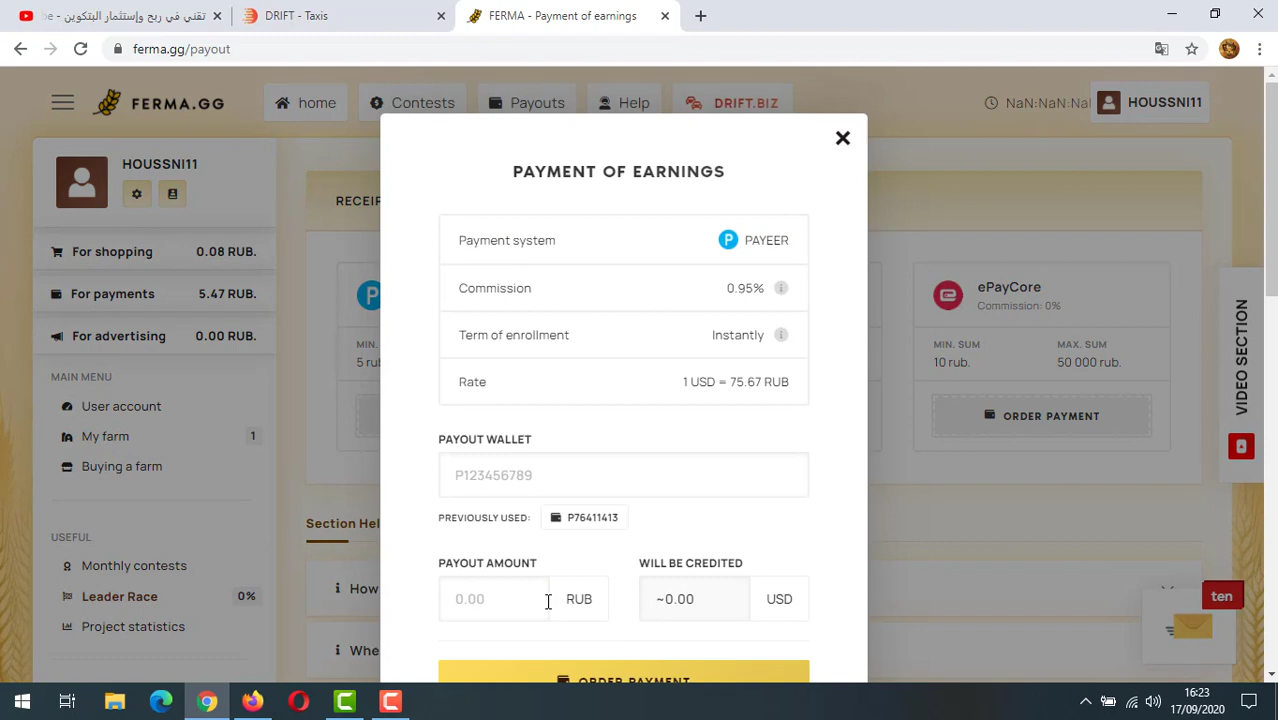 تقني في ربح وإستثمار البتكوين - be
DRIFT - Taxis
FERMA - Payment of earnings
ferma.gg/payout
FERMA.GG
home
Contests
Payouts
Help
DRIFT.BIZ
NaN:NaN:NaI
HOUSSNI11
HOUSSNI11
For shopping 0.08 RUB.
For payments 5.47 RUB.
For advertising 0.00 RUB.
MAIN MENU
User account
My farm 1
Buying a farm
USEFUL
Monthly contests
Leader Race 0%
Project statistics
RECEIP
MIN.
5 rub
Section Hel
How
Whe
PAYMENT OF EARNINGS
Payment system PAYEER
Commission 0.95%
Term of enrollment Instantly
Rate 1 USD = 75.67 RUB
PAYOUT WALLET
P123456789
PREVIOUSLY USED: P76411413
PAYOUT AMOUNT WILL BE CREDITED
0.00 RUB ~0.00 USD
ORDER PAYMENT
ePayCore
Commission: 0%
MIN. SUM MAX. SUM
10 rub. 50 000 rub.
ORDER PAYMENT
VIDEO SECTION
ten
16:23
17/09/2020